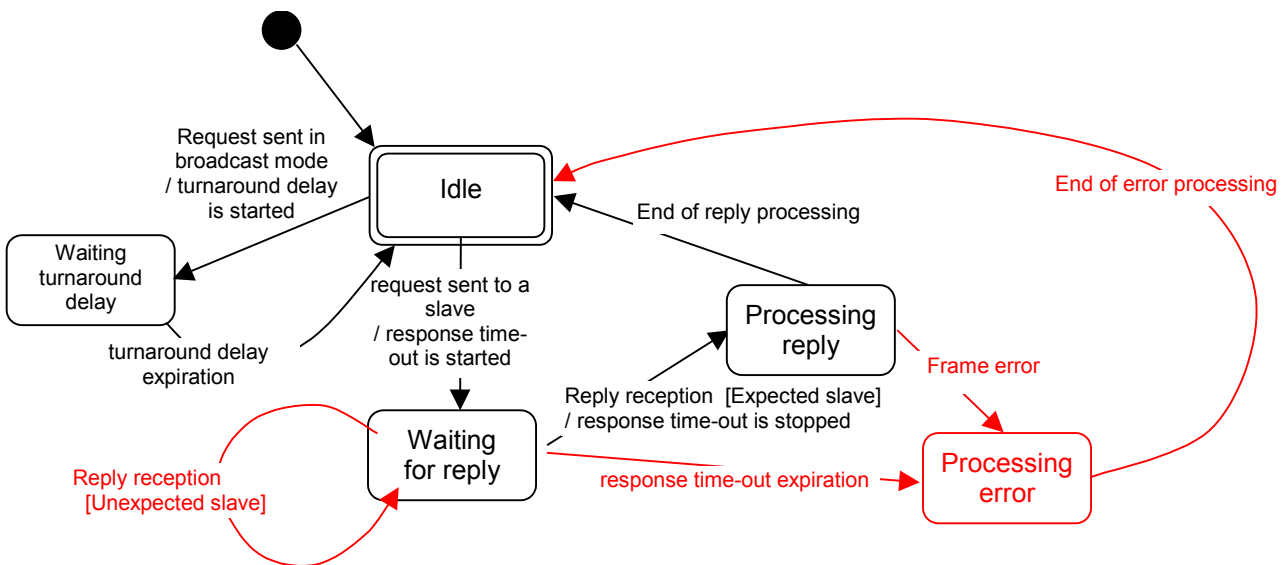 Request sent in
broadcast mode
/ turnaround delay
is started
Idle
End of error processing
End of reply processing
Waiting
turnaround
delay
request sent to a
slave
/ response time-
out is started
Processing
reply
turnaround delay
expiration
Frame error
Reply reception [Expected slave]
/ response time-out is stopped
Waiting
for reply
Reply reception
[Unexpected slave]
response time-out expiration
Processing
error